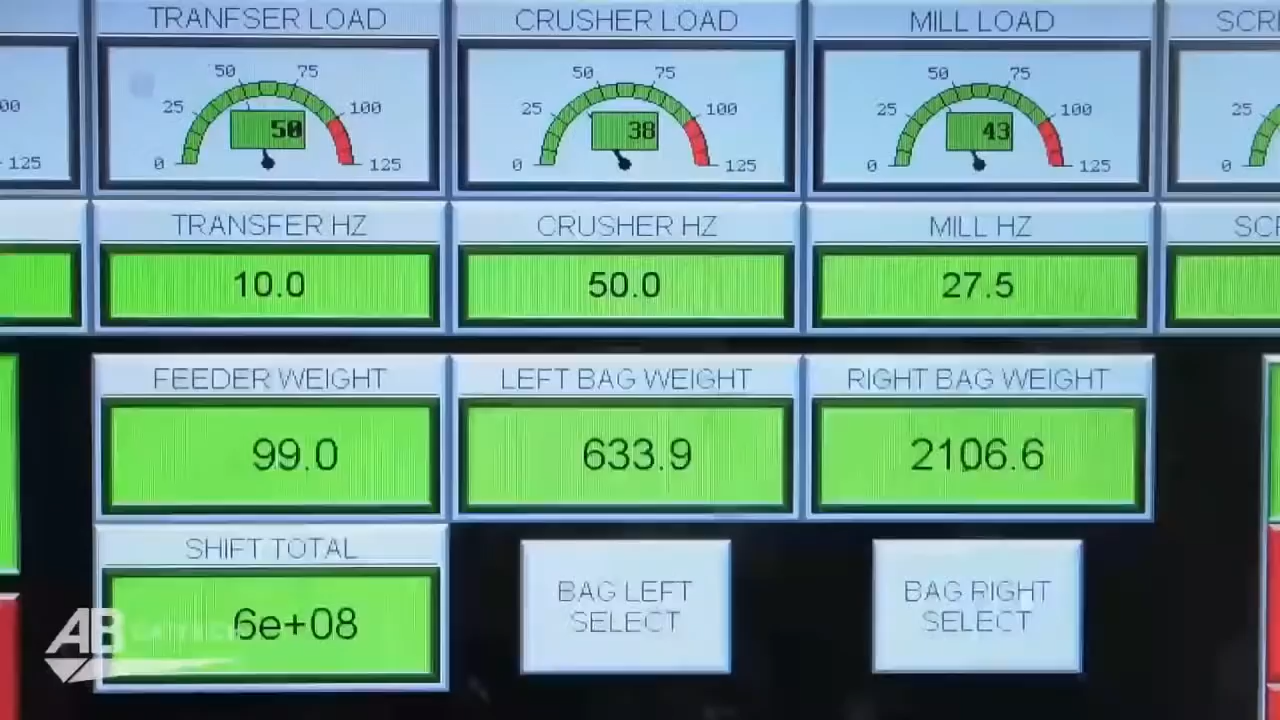 TRANFSER LOAD
CRUSHER LOAD
MILL LOAD
00
125
0
25
50
75
100
125
50
0
25
50
75
100
125
38
0
25
50
75
100
125
43
0
25
TRANSFER HZ
CRUSHER HZ
MILL HZ
10.0
50.0
27.5
FEEDER WEIGHT
LEFT BAG WEIGHT
RIGHT BAG WEIGHT
99.0
633.9
2106.6
SHIFT TOTAL
6e+08
BAG LEFT
SELECT
BAG RIGHT
SELECT
AB